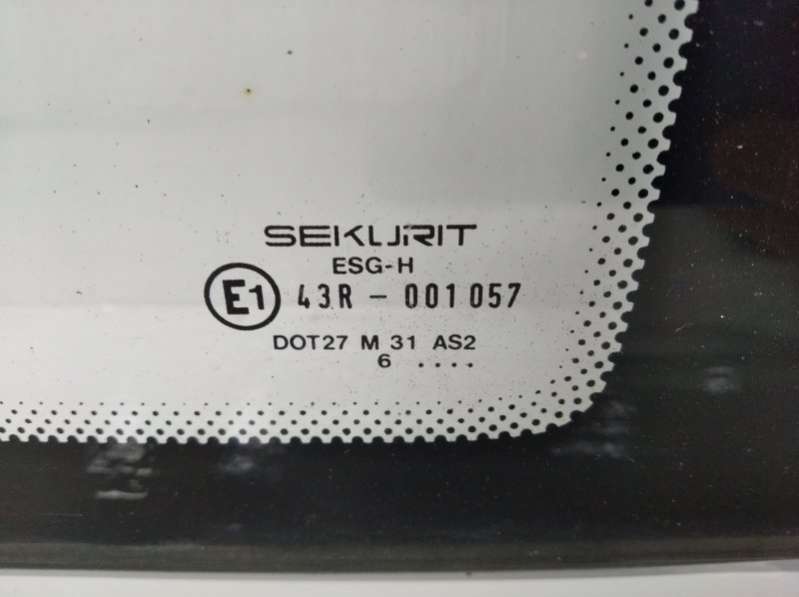 SEKURIT
ESG-H
E1 43R - 001057
DOT27 M 31 AS2
6 ....